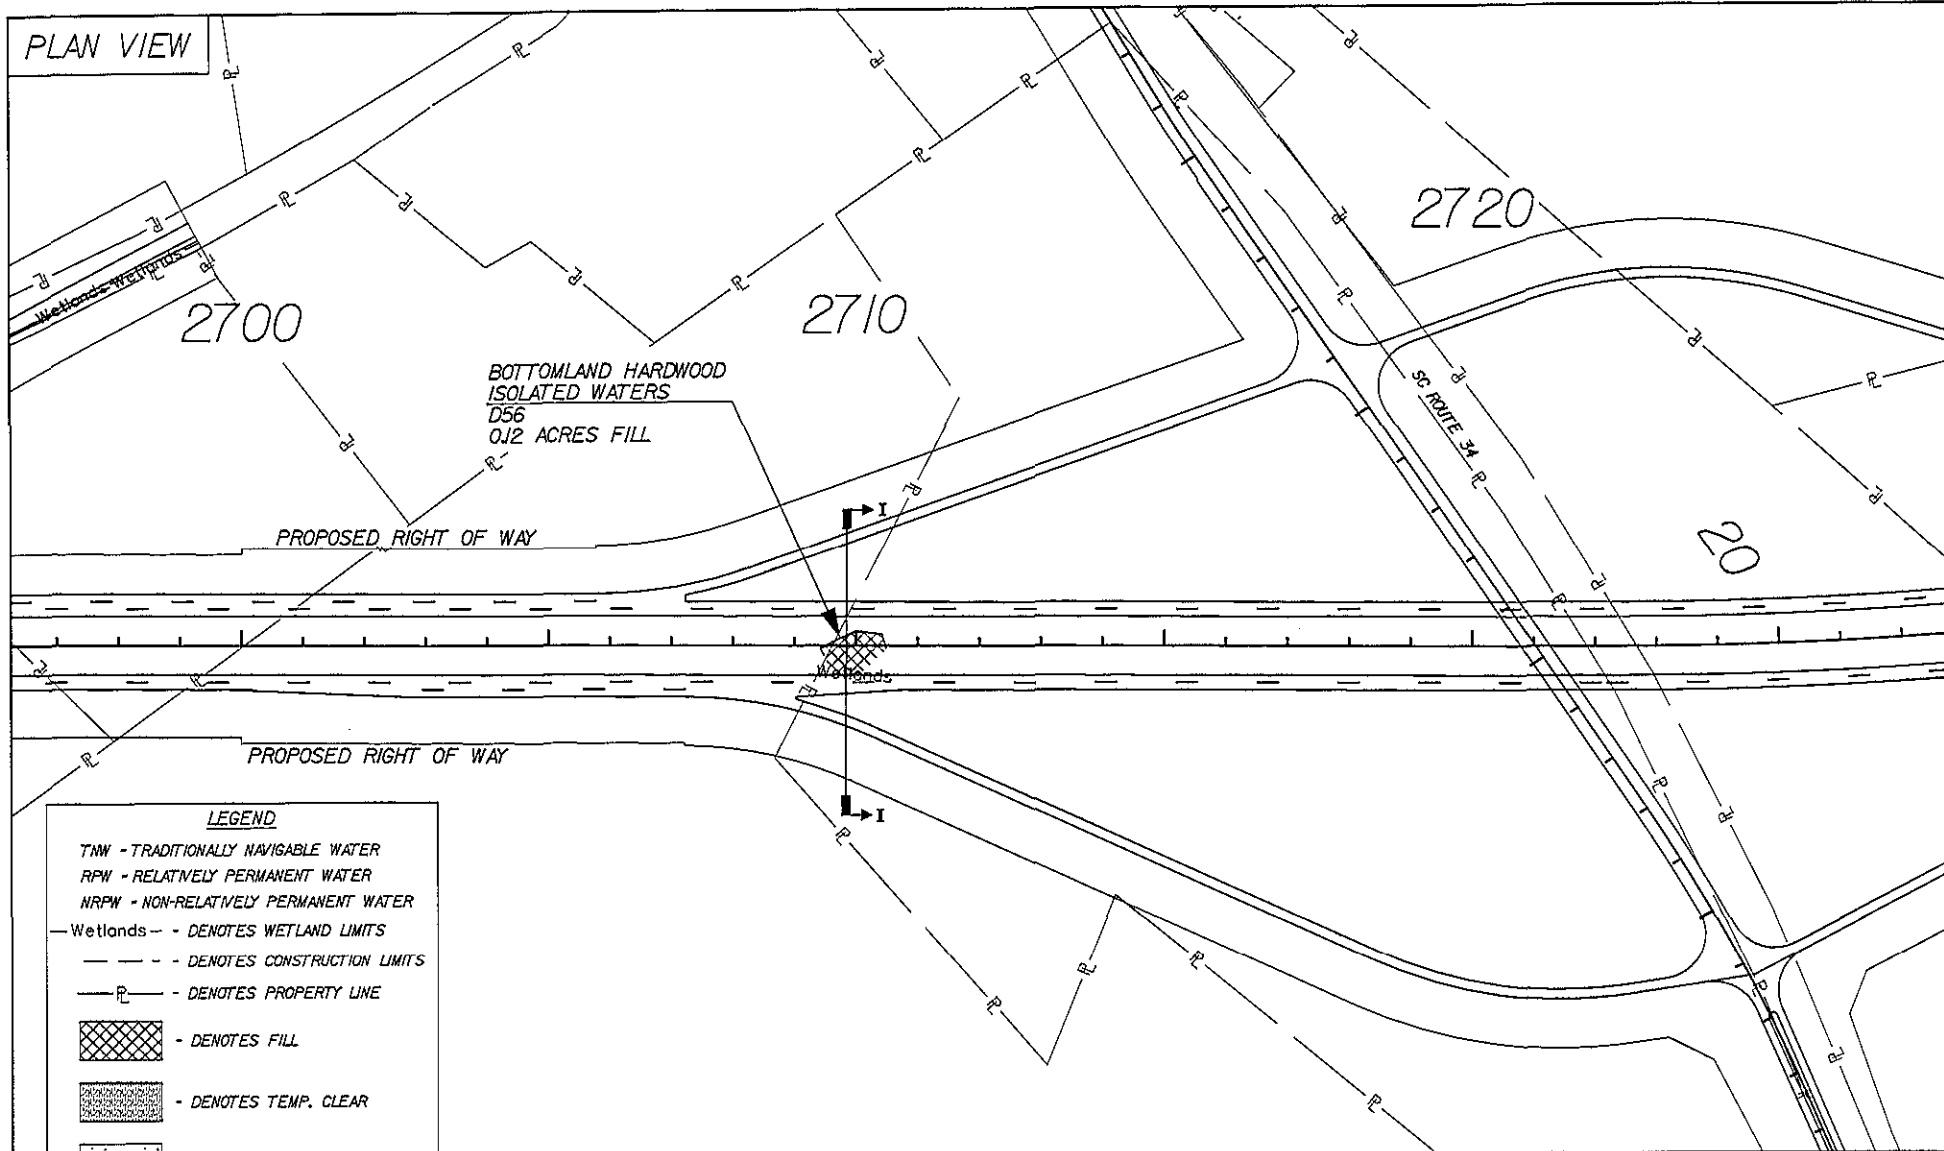 PLAN VIEW
2720
Wetlands Wetlands
2700
2710
BOTTOMLAND HARDWOOD
ISOLATED WATERS
D56
0.12 ACRES FILL
SC ROUTE 34
I
PROPOSED RIGHT OF WAY
20
Wetlands
PROPOSED RIGHT OF WAY
I
LEGEND
TNW - TRADITIONALLY NAVIGABLE WATER
RPW - RELATIVELY PERMANENT WATER
NRPW - NON-RELATIVELY PERMANENT WATER
Wetlands - DENOTES WETLAND LIMITS
- DENOTES CONSTRUCTION LIMITS
PL - DENOTES PROPERTY LINE
- DENOTES FILL
- DENOTES TEMP. CLEAR